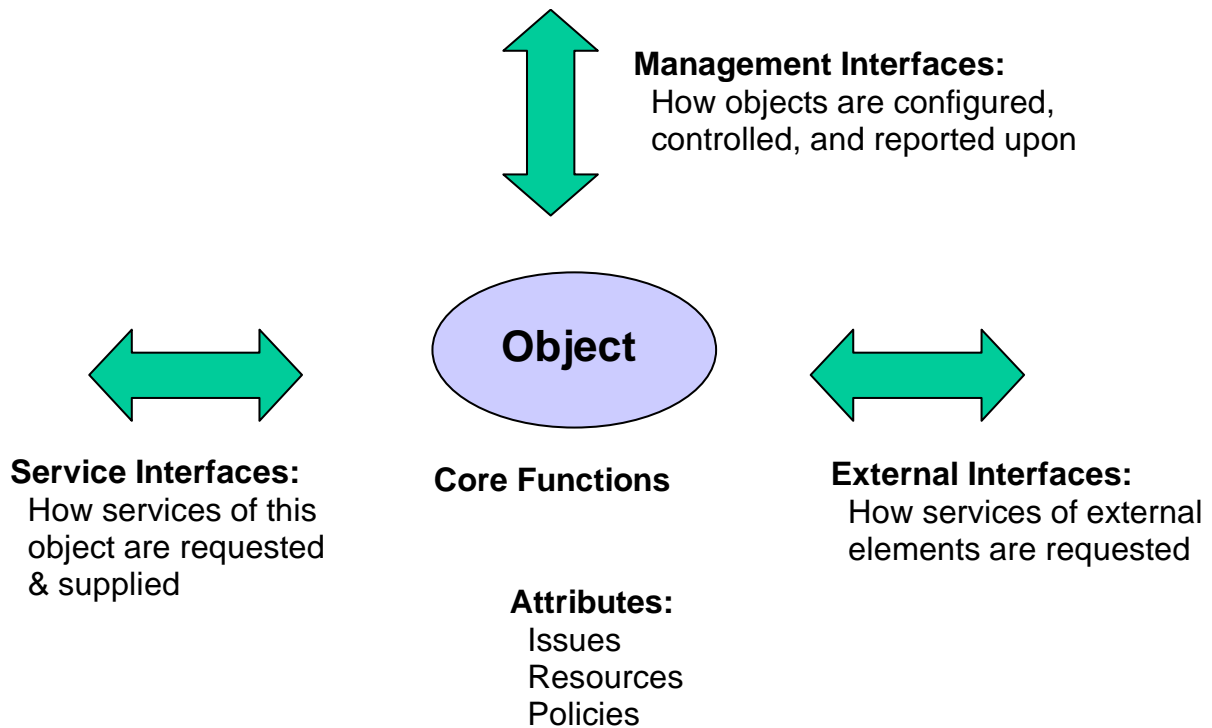 Management Interfaces:
How objects are configured,
controlled, and reported upon
Object
Service Interfaces:
How services of this
object are requested
& supplied
Core Functions
External Interfaces:
How services of external
elements are requested
Attributes:
Issues
Resources
Policies